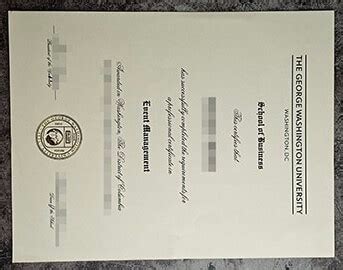 THE GEORGE WASHINGTON UNIVERSITY
WASHINGTON, DC
School of Business
This certifies that
has successfully completed the requirements for
a professional certificate in
Event Management
Awarded in Washington, The District of Columbia